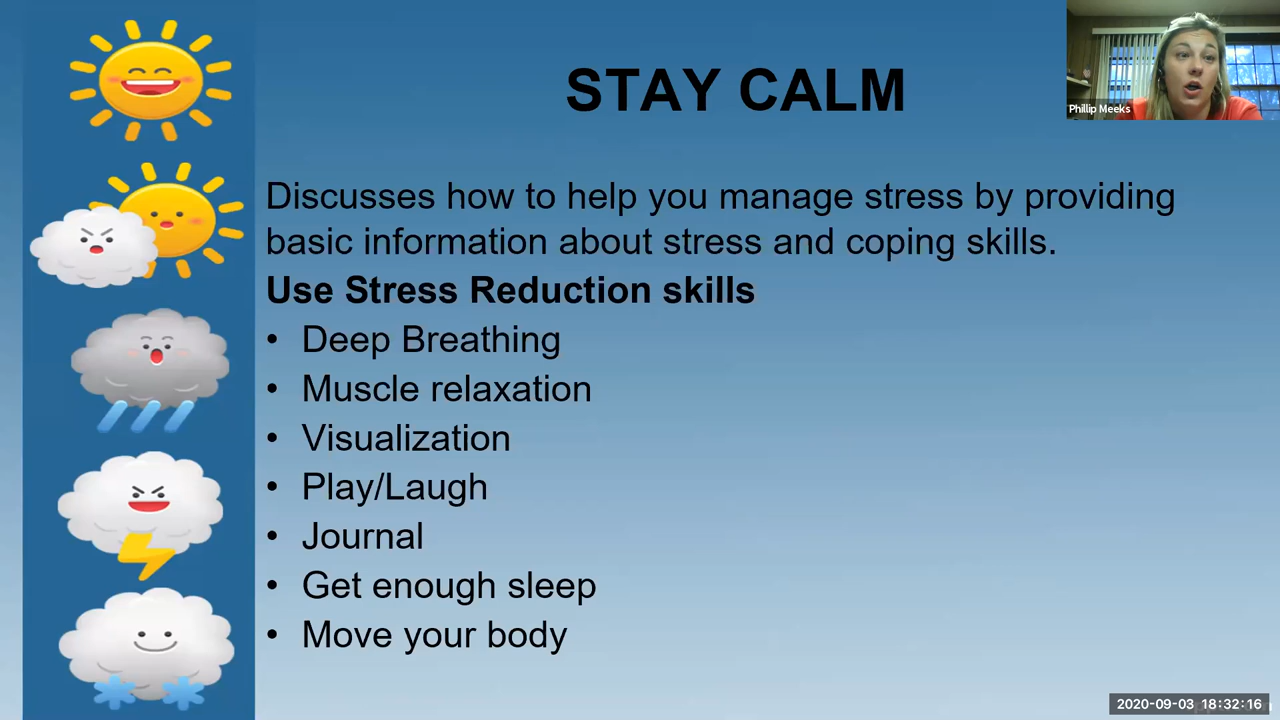 STAY CALM
Phillip Meeks
Discusses how to help you manage stress by providing
basic information about stress and coping skills.
Use Stress Reduction skills
• Deep Breathing
• Muscle relaxation
• Visualization
• Play/Laugh
• Journal
• Get enough sleep
• Move your body
2020-09-03 18:32:16